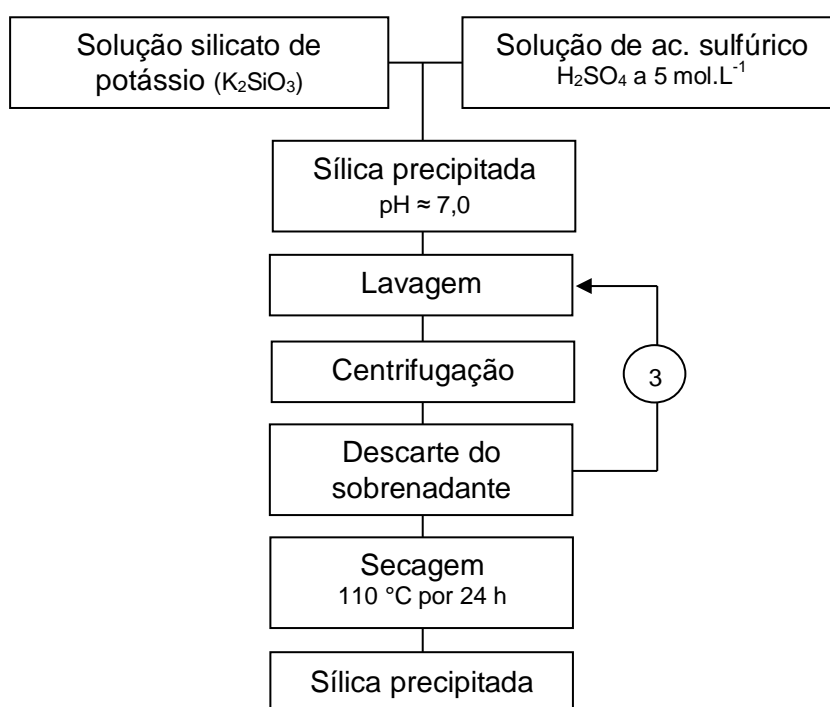 Solução silicato de
potássio (K₂SiO₃)
Solução de ac. sulfúrico
H₂SO₄ a 5 mol.L⁻¹
Sílica precipitada
pH ≈ 7,0
Lavagem
Centrifugação
3
Descarte do
sobrenadante
Secagem
110 °C por 24 h
Sílica precipitada